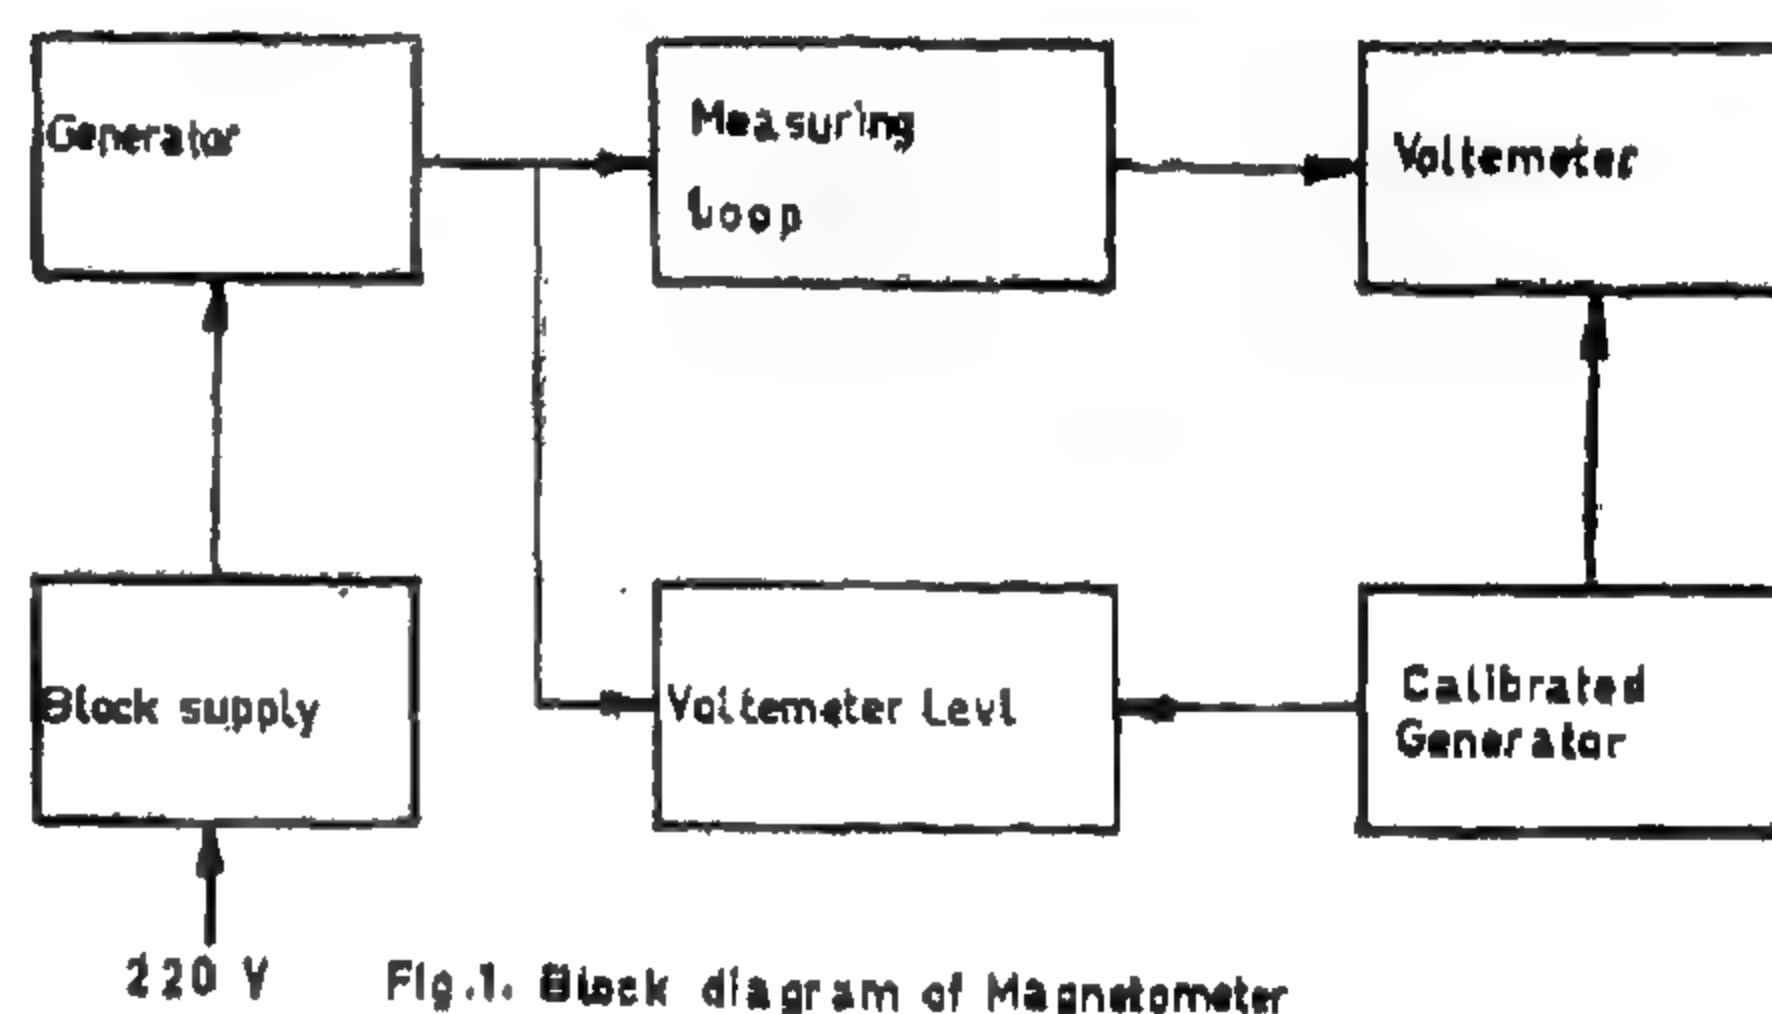 Generator
Measuring
Loop
Voltemeter
Block supply
Voltemeter Levl
Calibrated
Generator
220 V
Fig.1. Block diagram of Magnetometer